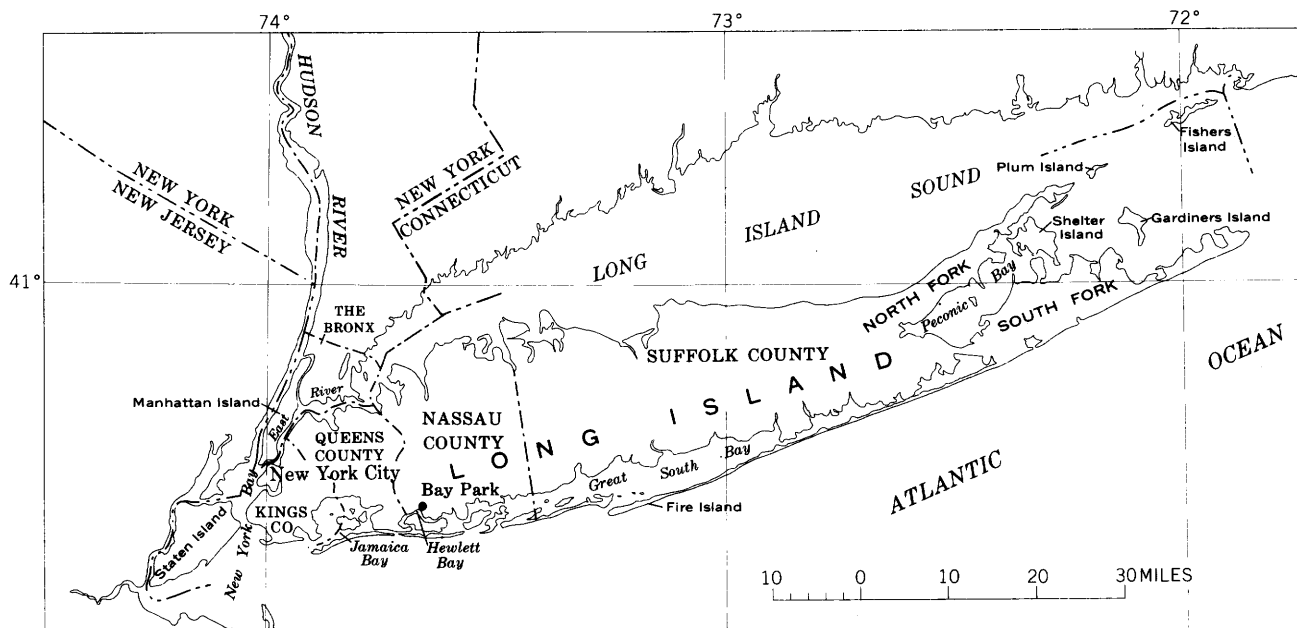 74°
73°
72°
HUDSON
RIVER
NEW YORK
NEW JERSEY
NEW YORK
CONNECTICUT
Fishers
Island
Plum Island
SOUND
ISLAND
LONG
Shelter
Island
Gardiners Island
41°
NORTH FORK
Peconic Bay
SOUTH FORK
THE
BRONX
SUFFOLK COUNTY
OCEAN
ATLANTIC
Manhattan Island
East River
NASSAU
COUNTY
LONG ISLAND
QUEENS
COUNTY
New York City
Bay Park
Great South Bay
Fire Island
KINGS
CO
Staten Island
New York Bay
Jamaica
Bay
Hewlett
Bay
10 0 10 20 30 MILES